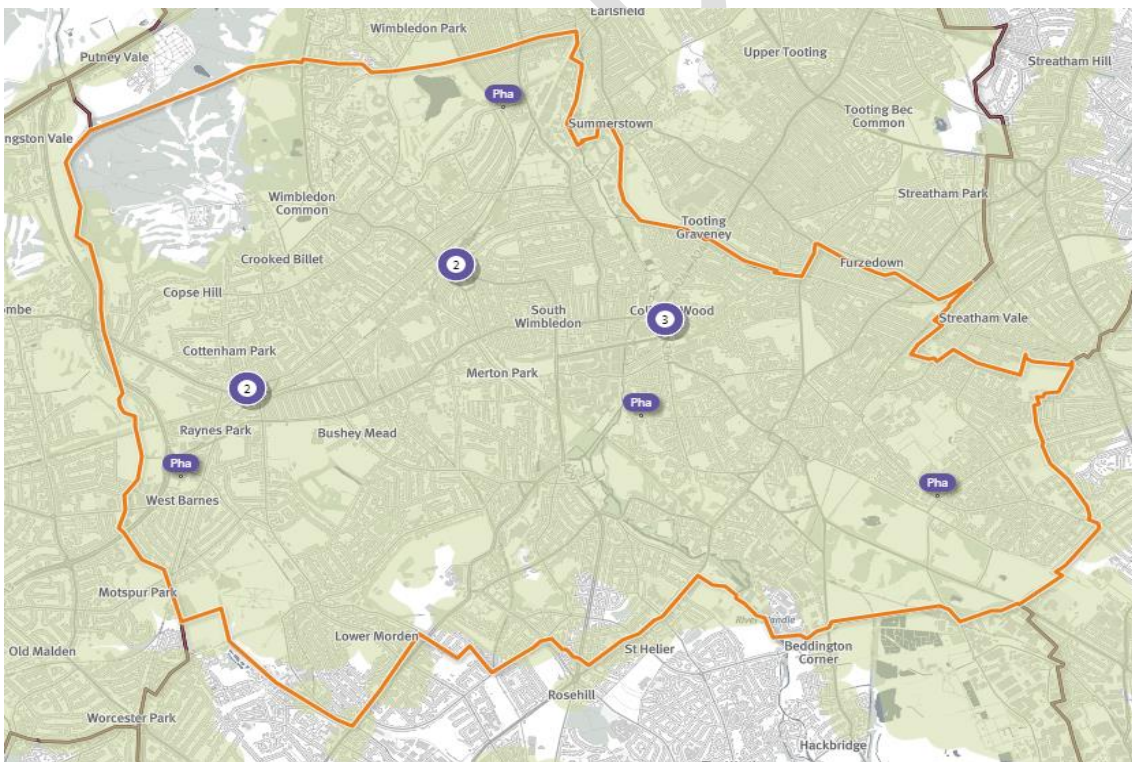 Earlsfield
Wimbledon Park
Putney Vale
Upper Tooting
Streatham Hill
Pha
Tooting Bec
Common
Summerstown
ngston Vale
Wimbledon
Common
Streatham Park
Tooting
Graveney
Crooked Billet
Furzedown
2
Copse Hill
ombe
South
Wimbledon
Wood
3
Streatham Vale
Cottenham Park
Merton Park
2
Pha
Raynes Park
Bushey Mead
Pha
Pha
West Barnes
Motspur Park
Lower Morden
Old Malden
St Helier
Beddington
Corner
Rosehill
Worcester Park
Hackbridge